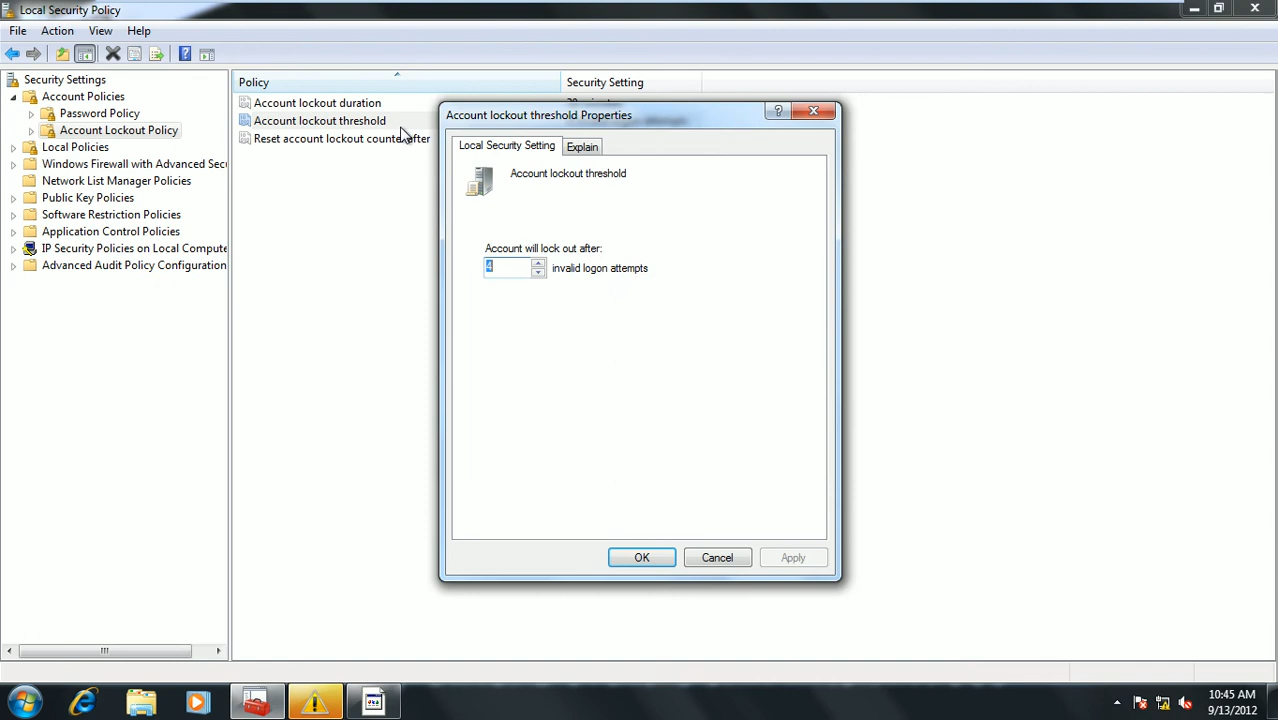 Local Security Policy
File Action View Help
Security Settings
Account Policies
Password Policy
Account Lockout Policy
Local Policies
Windows Firewall with Advanced Secu
Network List Manager Policies
Public Key Policies
Software Restriction Policies
Application Control Policies
IP Security Policies on Local Compute
Advanced Audit Policy Configuration
Policy Security Setting
Account lockout duration
Account lockout threshold
Reset account lockout counter after
Account lockout threshold Properties
Local Security Setting Explain
Account lockout threshold
Account will lock out after:
4 invalid logon attempts
OK Cancel Apply
10:45 AM
9/13/2012